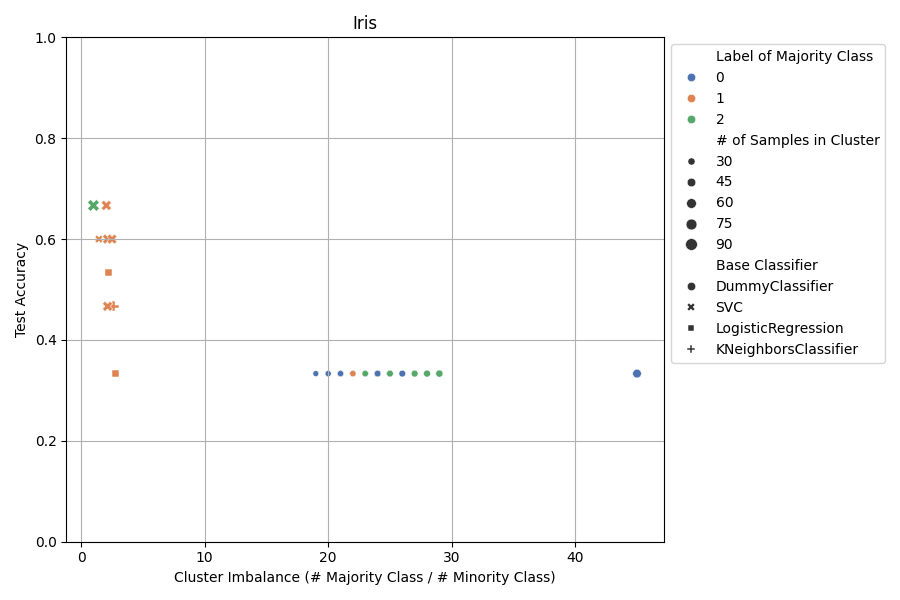 Iris
1.0
0.8
0.6
0.4
0.2
0.0
Test Accuracy
0 10 20 30 40
Cluster Imbalance (# Majority Class / # Minority Class)
Label of Majority Class
0
1
2
# of Samples in Cluster
30
45
60
75
90
Base Classifier
DummyClassifier
SVC
LogisticRegression
KNeighborsClassifier